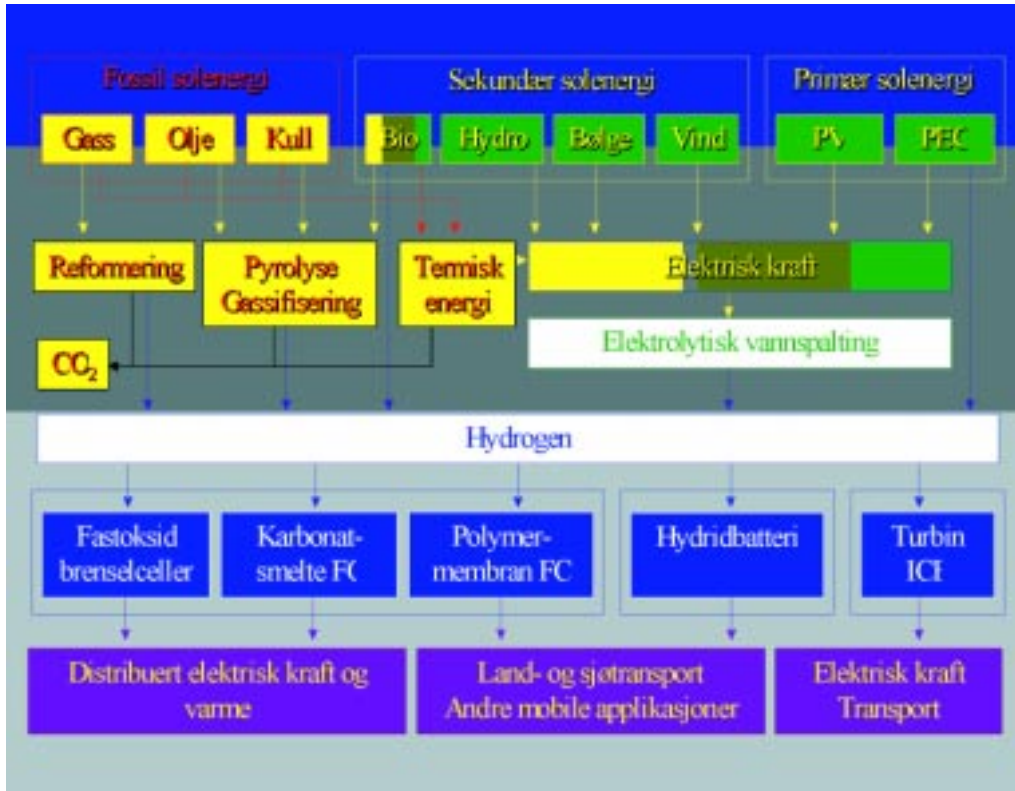 Fossil solenergi
Sekundær solenergi
Primær solenergi
Gass
Olje
Kull
Bio
Hydro
Bølge
Vind
PV
PEC
Reformering
Pyrolyse
Gassifisering
Termisk
energi
Elektrisk kraft
Elektrolytisk vannspalting
CO₂
Hydrogen
Fastoksid
brenselceller
Karbonat-
smelte FC
Polymer-
membran FC
Hydridbatteri
Turbin
ICE
Distribuert elektrisk kraft og
varme
Land- og sjøtransport
Andre mobile applikasjoner
Elektrisk kraft
Transport